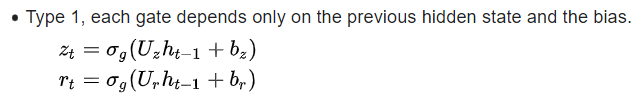 • Type 1, each gate depends only on the previous hidden state and the bias.
z_t = σ_g(U_z h_{t−1} + b_z)
r_t = σ_g(U_r h_{t−1} + b_r)